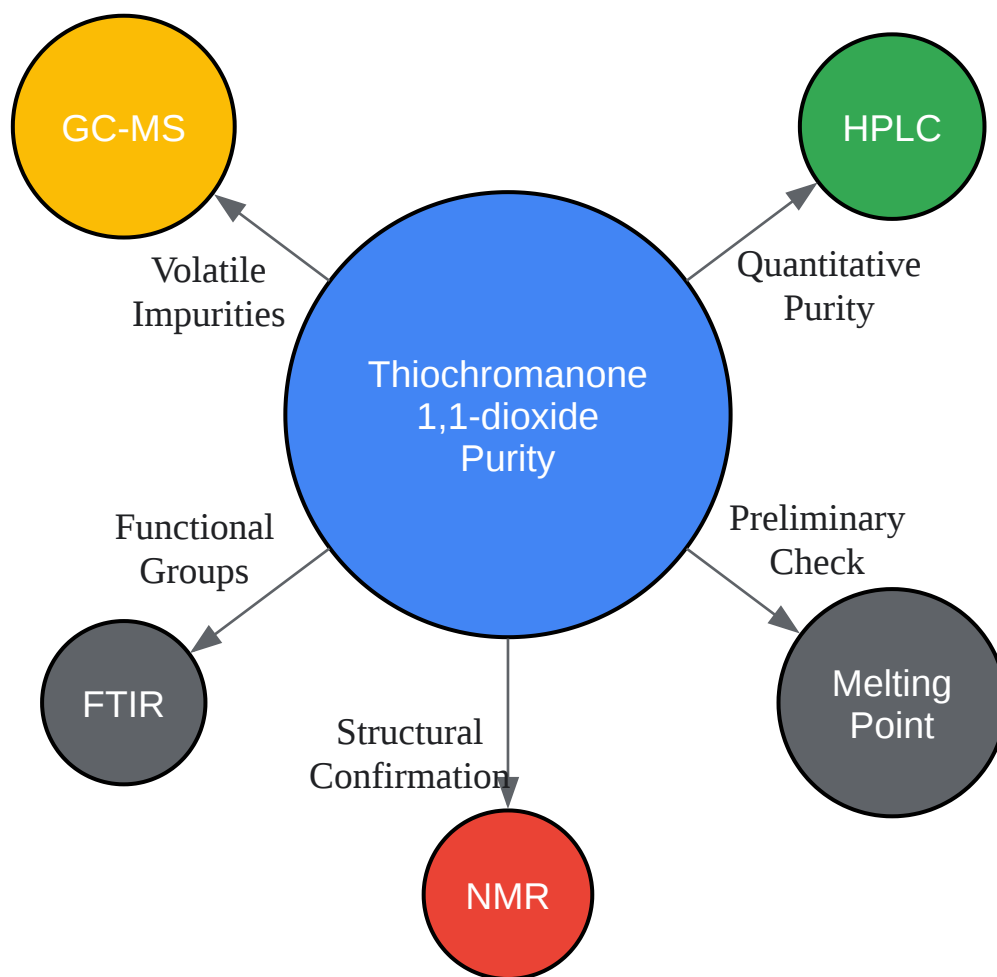 GC-MS
HPLC
Volatile
Impurities
Quantitative
Purity
Thiochromanone
1,1-dioxide
Purity
Functional
Groups
Preliminary
Check
FTIR
Melting
Point
Structural
Confirmation
NMR